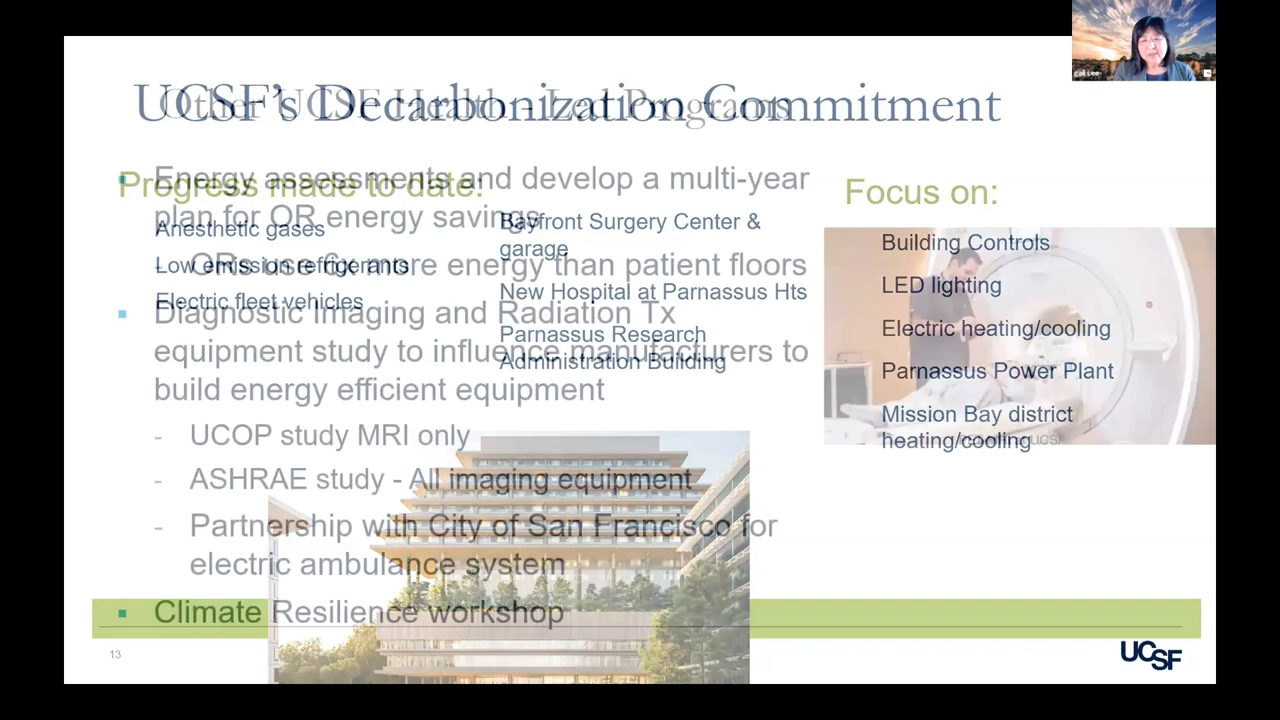 Gail Lee
UCSF's Decarbonization Commitment
Other UCSF Health - Led Programs
Progress made to date:
Anesthetic gases
Low emission refrigerants
Electric fleet vehicles
Bayfront Surgery Center &
garage
New Hospital at Parnassus Hts
Parnassus Research
Administration Building
Focus on:
Building Controls
LED lighting
Electric heating/cooling
Parnassus Power Plant
Mission Bay district
heating/cooling
Energy assessments and develop a multi-year
plan for OR energy savings
- ORs use 6x more energy than patient floors
Diagnostic Imaging and Radiation Tx
equipment study to influence manufacturers to
build energy efficient equipment
- UCOP study MRI only
- ASHRAE study - All imaging equipment
- Partnership with City of San Francisco for
electric ambulance system
Climate Resilience workshop
13
UCSF